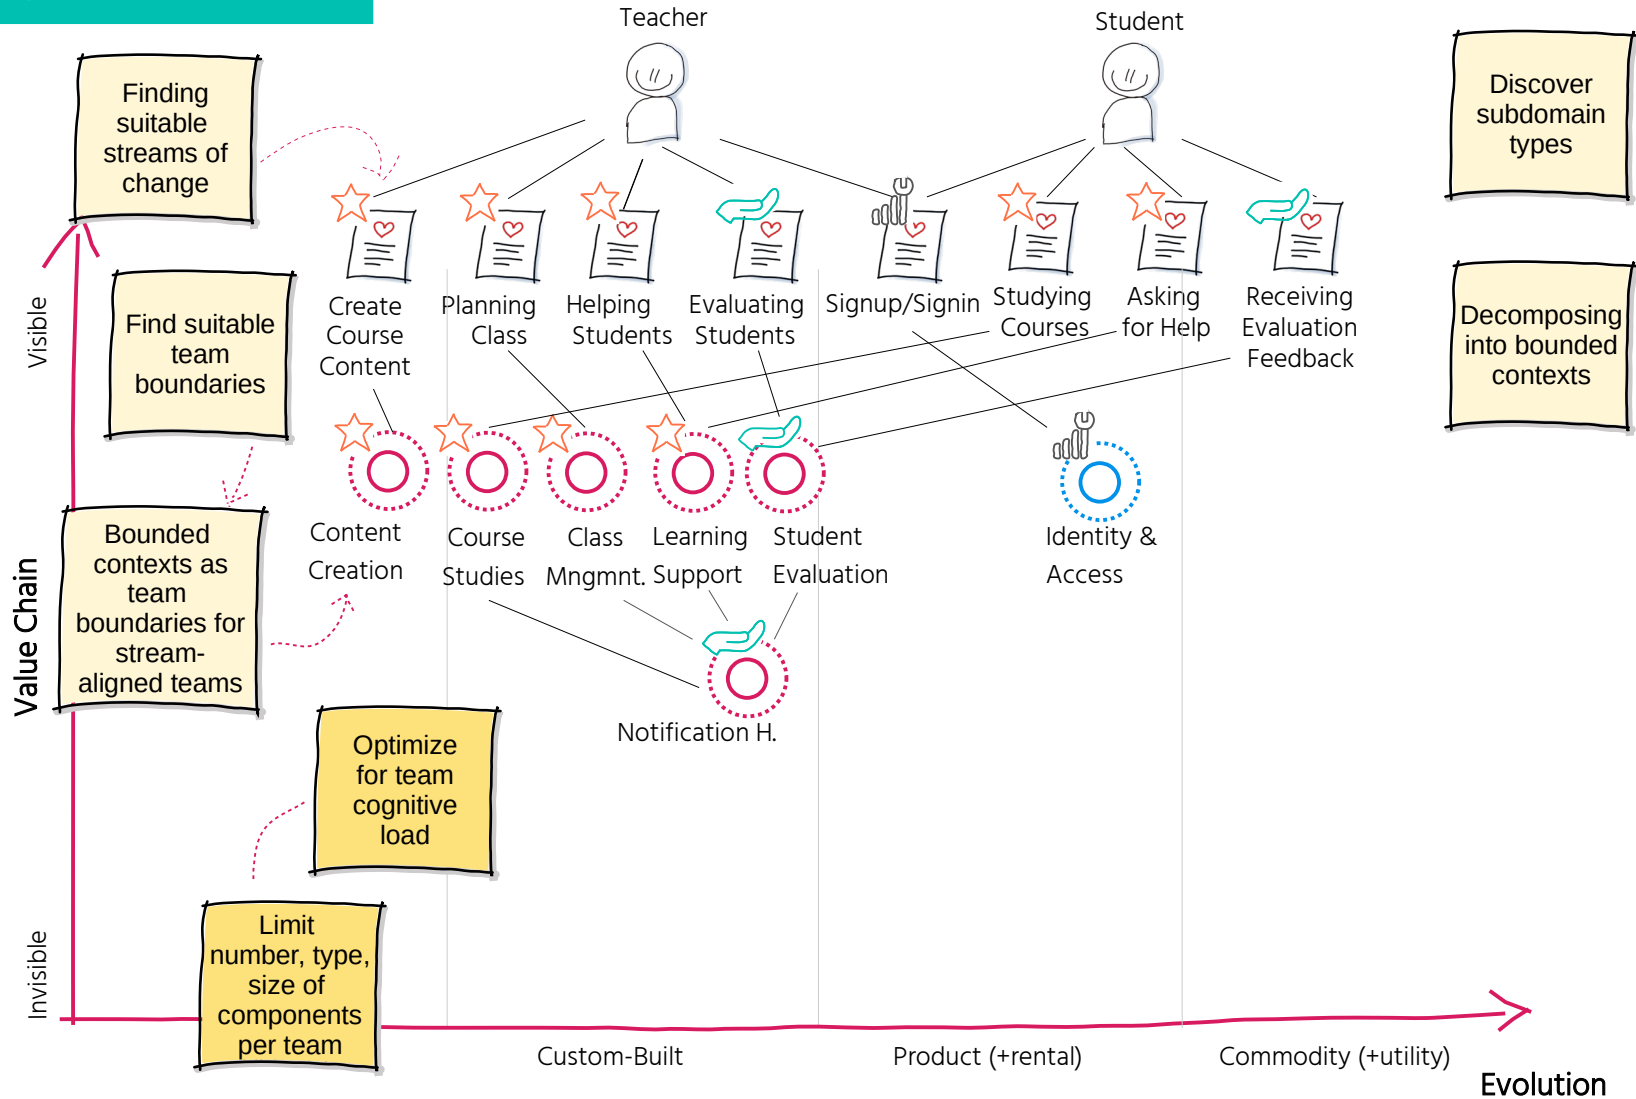 Teacher
Student
Finding
suitable
streams of
change
Discover
subdomain
types
Visible
Find suitable
team
boundaries
Decomposing
into bounded
contexts
Create
Course
Content
Planning
Class
Helping
Students
Evaluating
Students
Signup/Signin
Studying
Courses
Asking
for Help
Receiving
Evaluation
Feedback
Value Chain
Bounded
contexts as
team
boundaries for
stream-
aligned teams
Content
Creation
Course
Studies
Class
Mngmnt.
Learning
Support
Student
Evaluation
Identity &
Access
Notification H.
Optimize
for team
cognitive
load
Invisible
Limit
number, type,
size of
components
per team
Custom-Built
Product (+rental)
Commodity (+utility)
Evolution